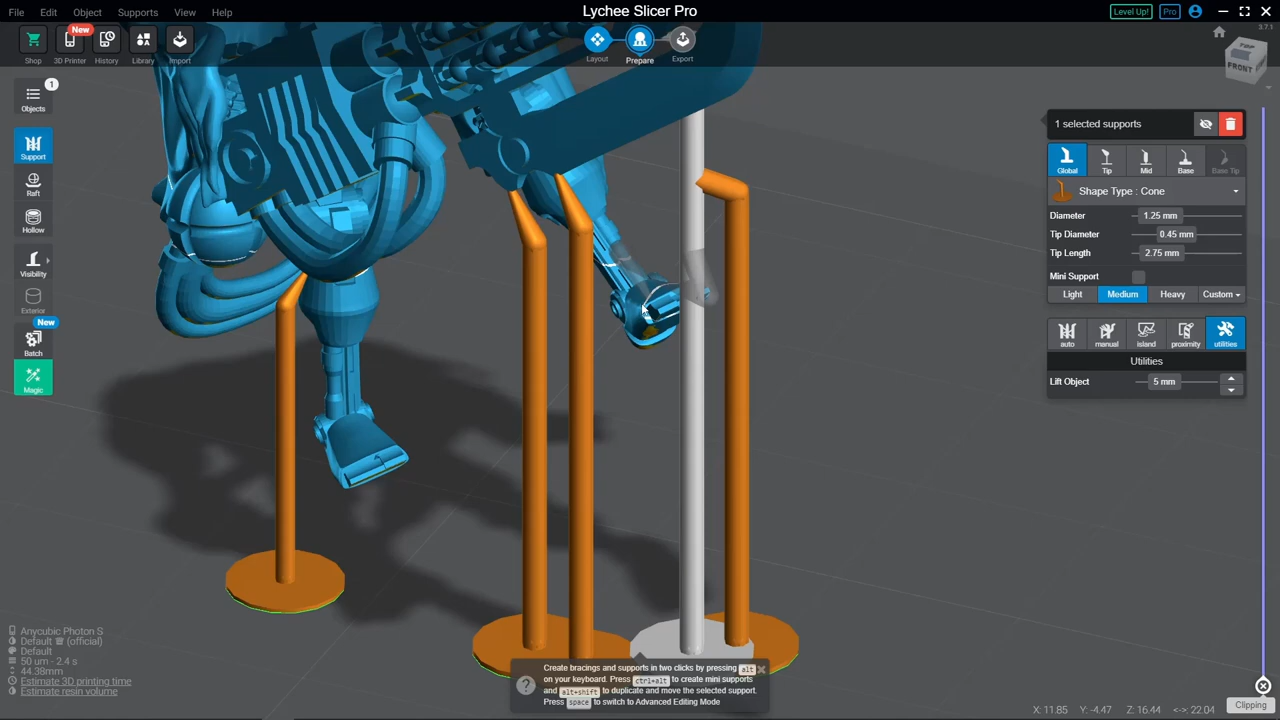 File Edit Object Supports View Help
Lychee Slicer Pro
Level Up! Pro
3.7.1
New
Shop 3D Printer History Library Import
Layout Prepare Export
TOP
FRONT
1
Objects
Support
Raft
Hollow
Visibility
Exterior
New
Batch
Magic
1 selected supports
Global Tip Mid Base Base Tip
Shape Type : Cone
Diameter 1.25 mm
Tip Diameter 0.45 mm
Tip Length 2.75 mm
Mini Support
Light Medium Heavy Custom
auto manual island proximity utilities
Utilities
Lift Object 5 mm
Anycubic Photon S
Default (official)
Default
50 um - 2.4 s
44.38mm
Estimate 3D printing time
Estimate resin volume
Create bracings and supports in two clicks by pressing alt
on your keyboard. Press ctrl+alt to create mini supports
and alt+shift to duplicate and move the selected support.
Press space to switch to Advanced Editing Mode
Clipping
X: 11.85 Y: -4.47 Z: 16.44 <-> 22.04